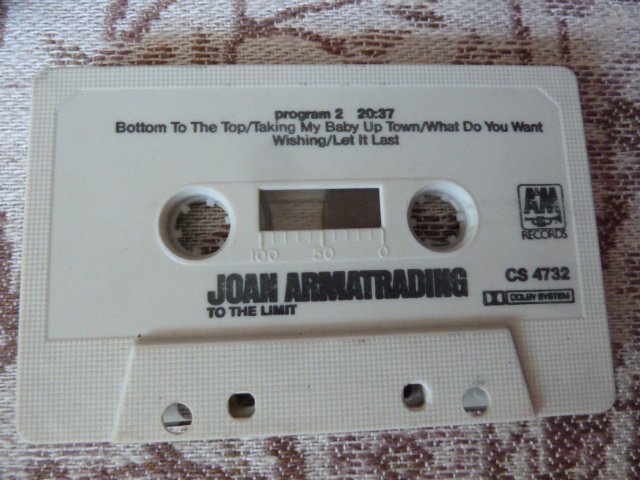 program 2 20:37
Bottom To The Top/Taking My Baby Up Town/What Do You Want
Wishing/Let It Last
A&M
RECORDS
100 50 0
JOAN ARMATRADING
CS 4732
TO THE LIMIT
DOLBY SYSTEM